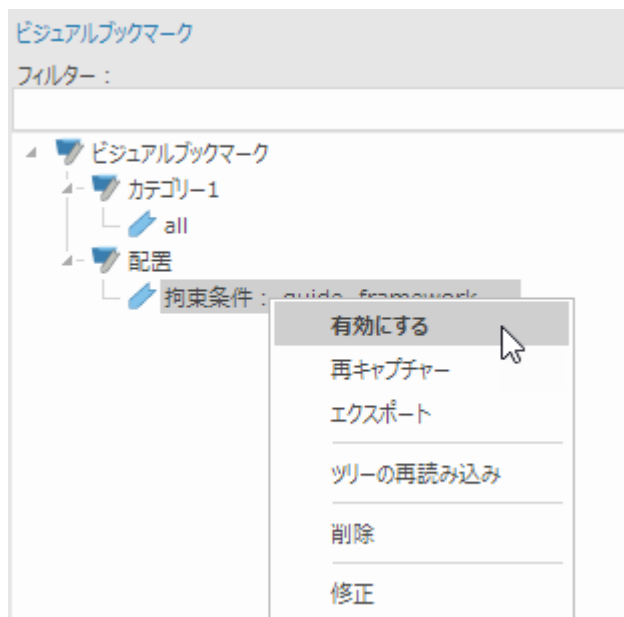 ビジュアルブックマーク
フィルター：
ビジュアルブックマーク
カテゴリー1
all
配置
拘束条件： guide_framework
有効にする
再キャプチャー
エクスポート
ツリーの再読み込み
削除
修正